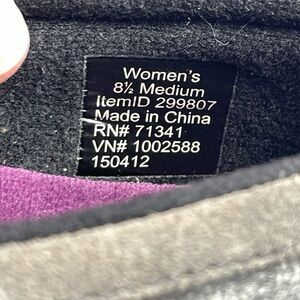 Women's
8½ Medium
ItemID 299807
Made in China
RN# 71341
VN# 1002588
150412